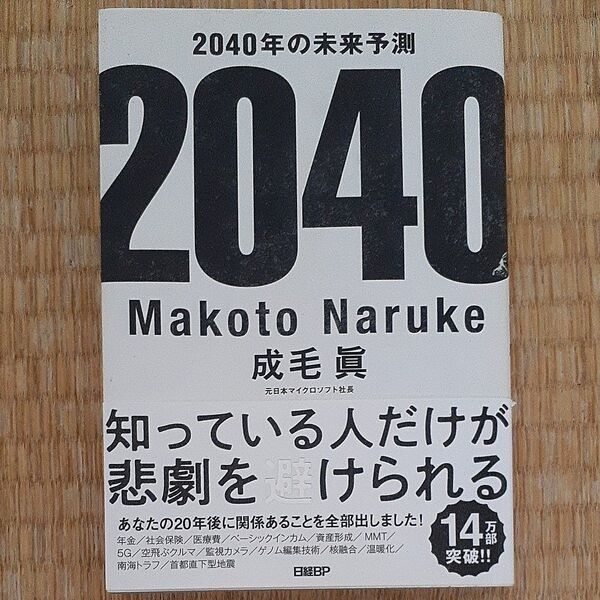 2040年の未来予測
2040
Makoto Naruke
成毛 眞
元日本マイクロソフト社長
知っている人だけが
悲劇を避けられる
あなたの20年後に関係あることを全部出しました!
年金/社会保険/医療費/ベーシックインカム/資産形成/MMT/
5G/空飛ぶクルマ/監視カメラ/ゲノム編集技術/核融合/温暖化/
南海トラフ/首都直下型地震
14万部
突破!!
日経BP